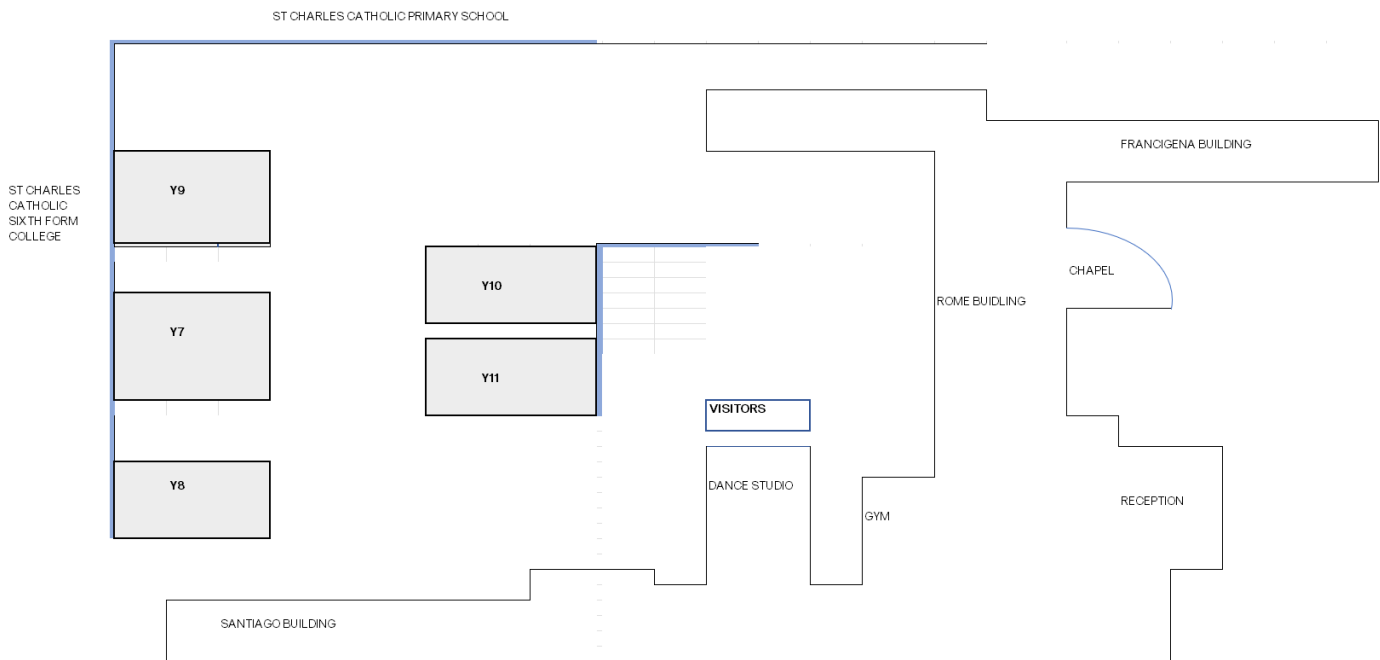 ST CHARLES CATHOLIC PRIMARY SCHOOL
FRANCIGENA BUILDING
ST CHARLES
CATHOLIC
SIXTH FORM
COLLEGE
Y9
CHAPEL
Y10
ROME BUIDLING
Y7
Y11
VISITORS
Y8
DANCE STUDIO
RECEPTION
GYM
SANTIAGO BUILDING